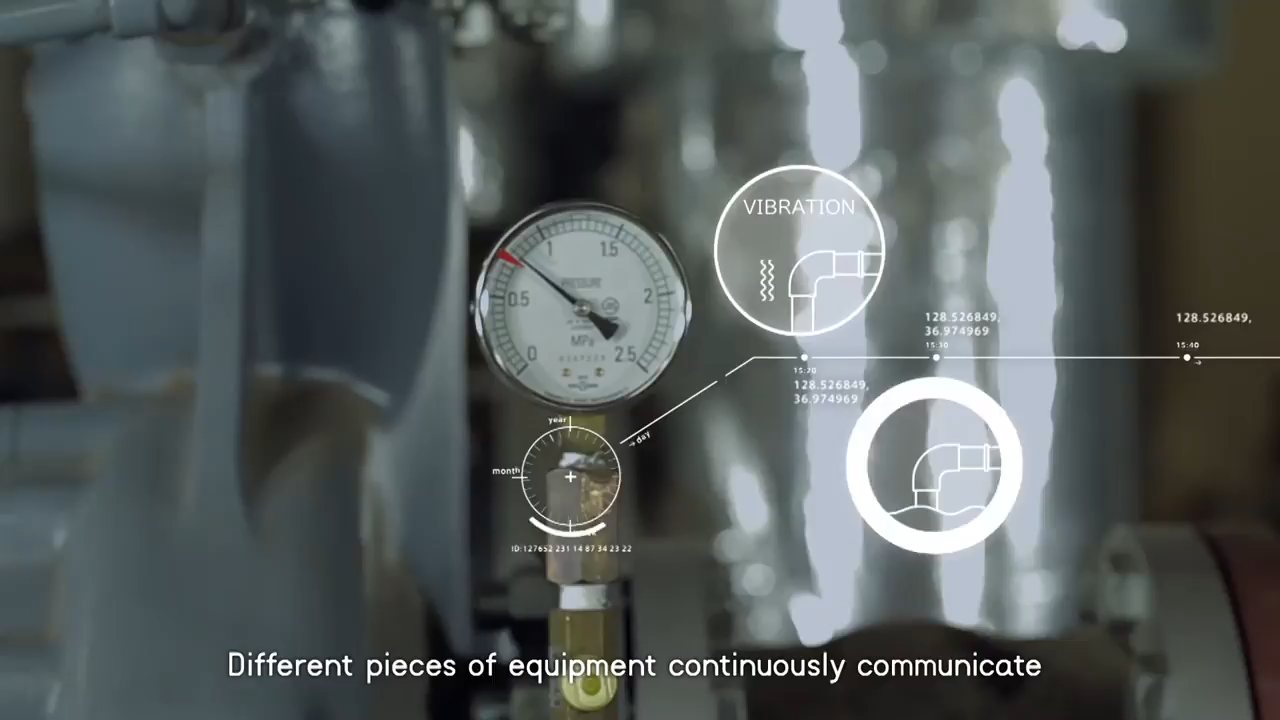 VIBRATION
1
1.5
PRESSURE
0.5
2
MPa
0
2.5
128.526849,
36.974969
15:30
128.526849,
15:40
15:20
128.526849,
36.974969
year
day
month
ID:127652 231 14 87 34 23 22
Different pieces of equipment continuously communicate